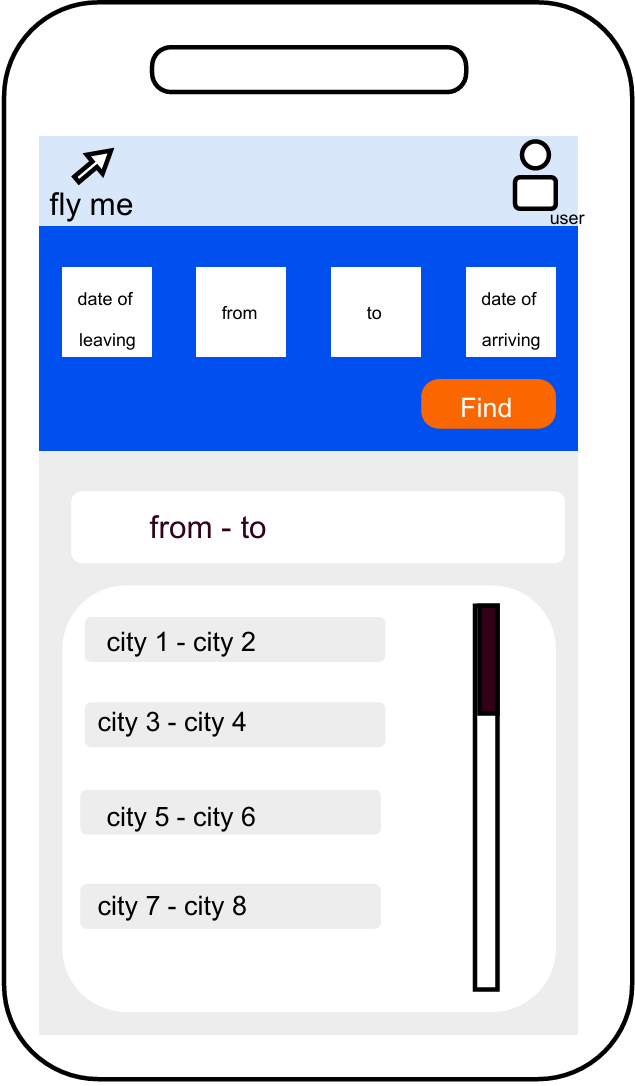 fly me
user
date of
leaving
from
to
date of
arriving
Find
from - to
city 1 - city 2
city 3 - city 4
city 5 - city 6
city 7 - city 8